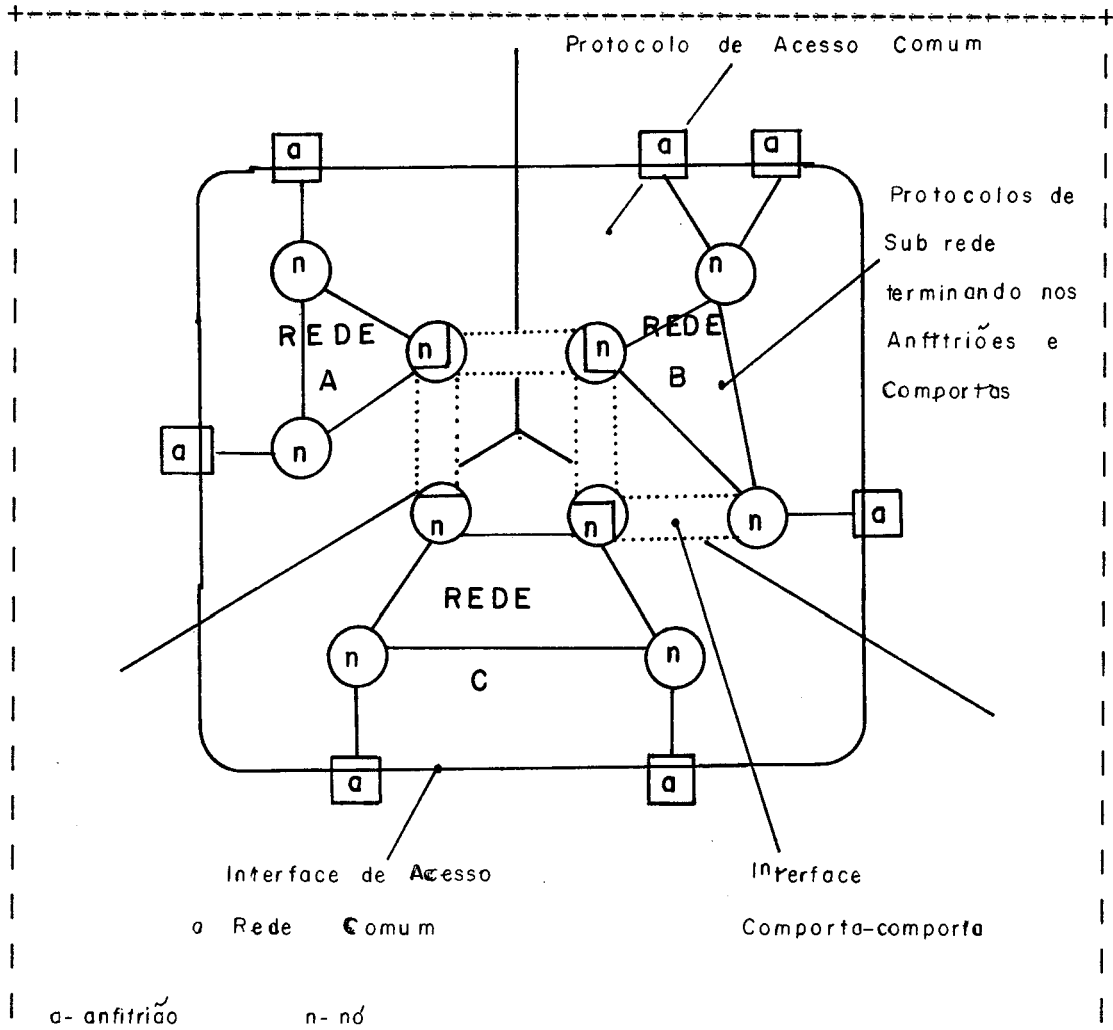 Protocolo de Acesso Comum
a
a
a
Protocolos de
Sub rede
terminando nos
Anfttriões e
Comportas
n
n
REDE
A
n
n
REDE
B
n
a
n
n
n
n
a
REDE
C
n
n
a
a
Interface de Acesso
a Rede Comum
Interface
Comporta-comporta
a- anfitrião n- nó